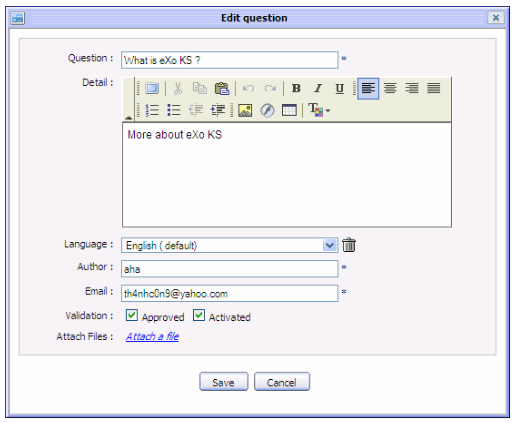 Edit question
Question : What is eXo KS ? *
Detail :
B I U
T
More about eXo KS
Language : English ( default)
Author : aha *
Email : th4nhc0n9@yahoo.com *
Validation : Approved Activated
Attach Files : Attach a file
Save Cancel